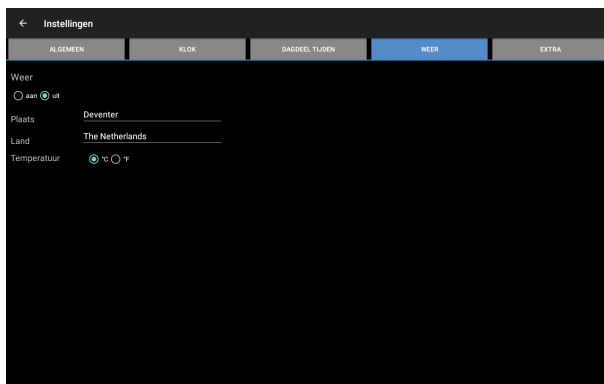 Instellingen
ALGEMEEN KLOK DAGDEEL TIJDEN WEER EXTRA
Weer
aan uit
Plaats Deventer
Land The Netherlands
Temperatuur °C °F